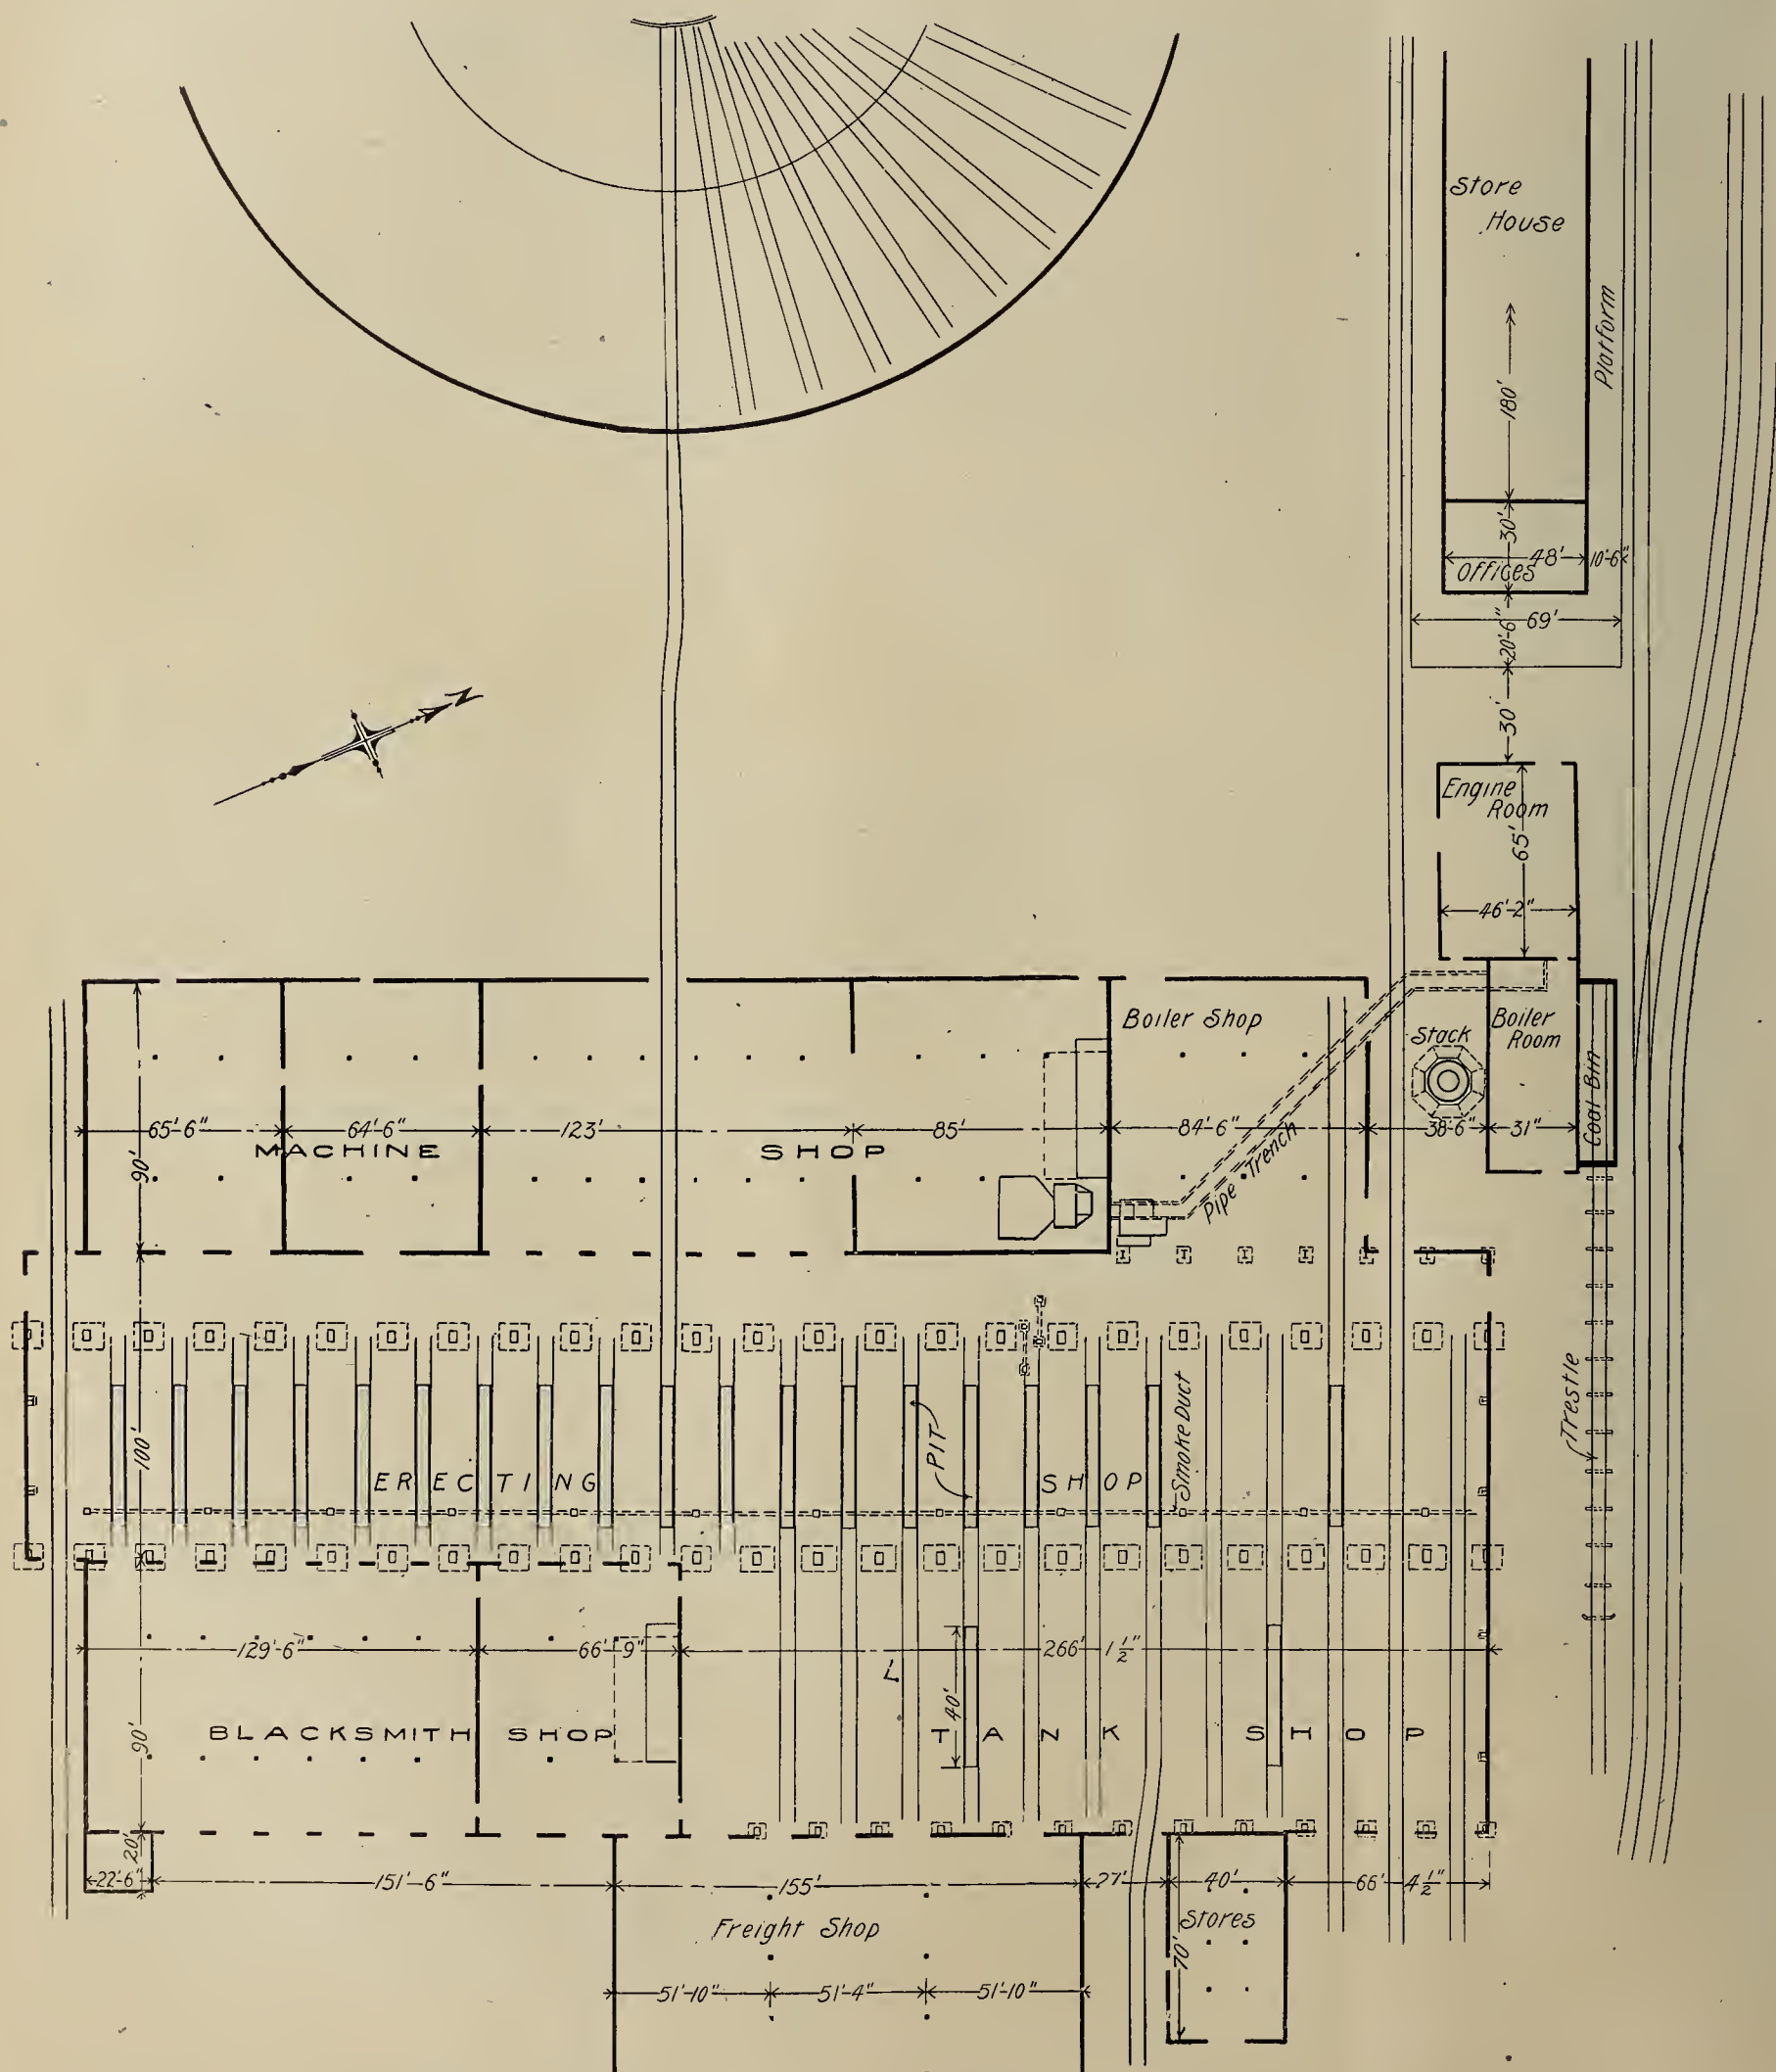 Store
House
Platform
180'
30'
48'
10'-6"
Offices
69'
20'-6"
30'
N
Engine
Room
65'
46'-2"
Boiler Shop
Stack
Boiler
Room
Coal Bin
65'-6"
64'-6"
123'
85'
84'-6"
38'-6"
31"
MACHINE SHOP
90'
Pipe Trench
Trestle
100'
PIT
Smoke Duct
ERECTING SHOP
129'-6"
66'-9"
266'-1½"
40'
BLACKSMITH SHOP
TANK SHOP
90'
20'
22'-6"
151'-6"
155'
27'
40'
66'-4½"
Freight Shop
Stores
70'
51'-10"
51'-4"
51'-10"